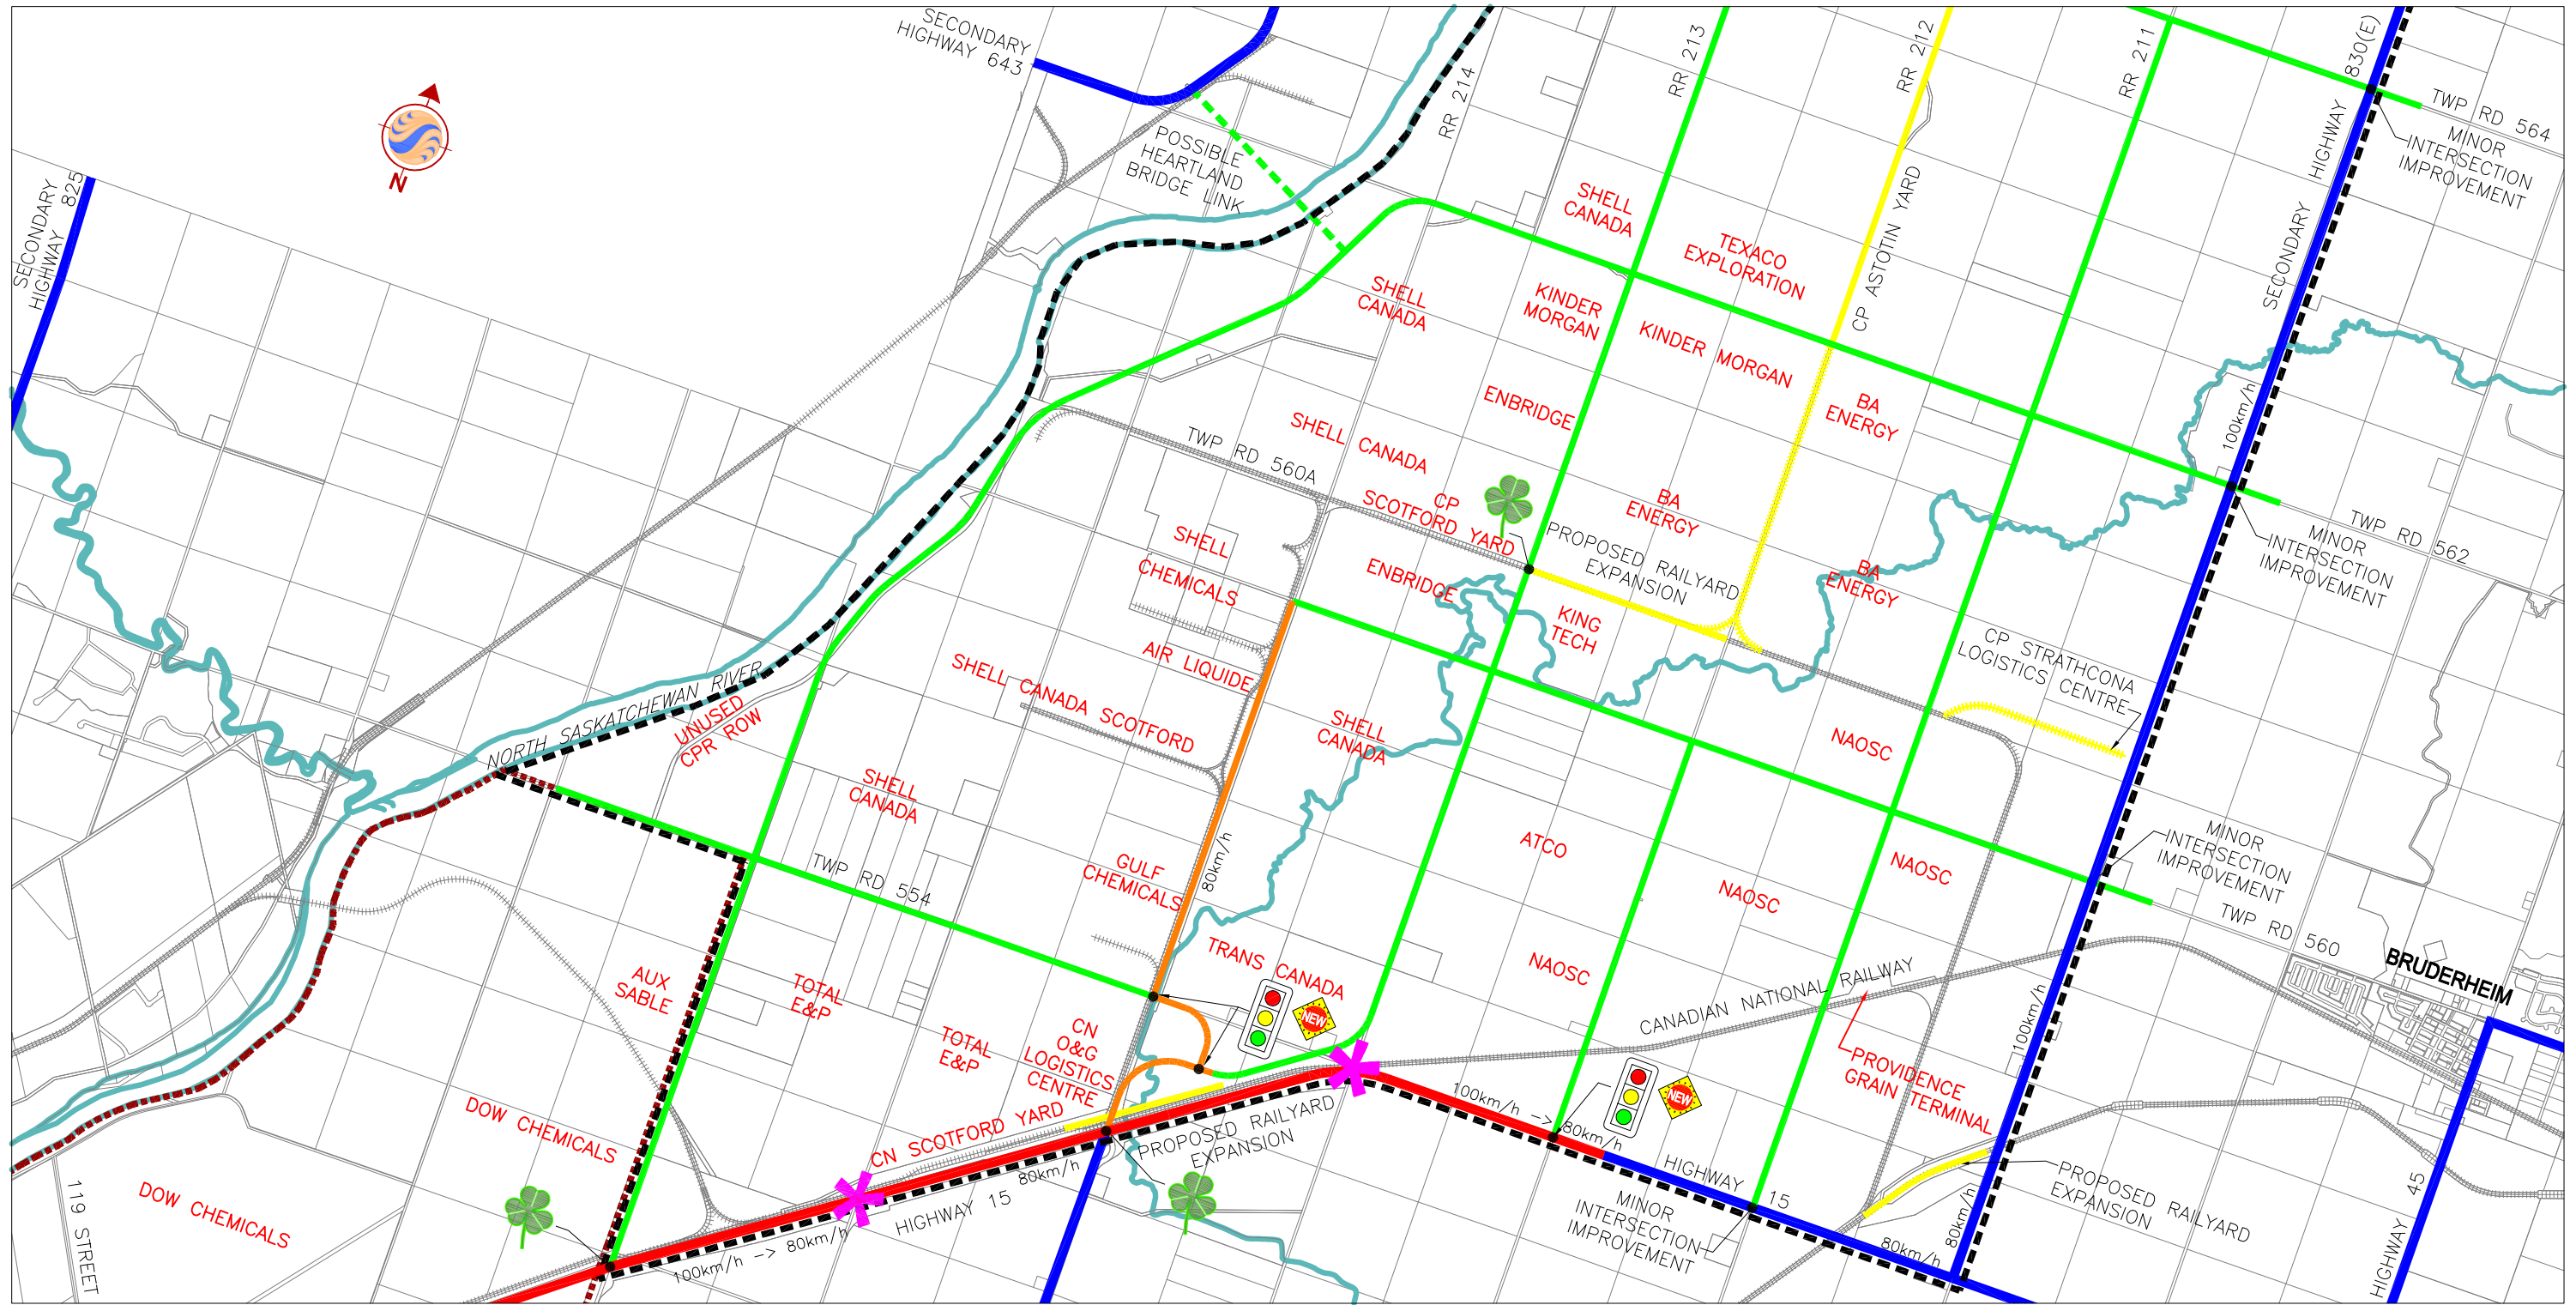 SECONDARY
HIGHWAY 643
SECONDARY
HIGHWAY 825
N
POSSIBLE
HEARTLAND
BRIDGE LINK
RR 214
RR 213
RR 212
RR 211
SECONDARY HIGHWAY 830(E)
TWP RD 564
MINOR
INTERSECTION
IMPROVEMENT
SHELL
CANADA
TEXACO
EXPLORATION
CP ASTOTIN YARD
SHELL
CANADA
KINDER
MORGAN
KINDER MORGAN
ENBRIDGE
BA
ENERGY
100km/h
TWP RD 560A
SHELL CANADA
CP
SCOTFORD YARD
BA
ENERGY
TWP RD 562
MINOR
INTERSECTION
IMPROVEMENT
SHELL
CHEMICALS
ENBRIDGE
PROPOSED RAILYARD
EXPANSION
KING
TECH
BA
ENERGY
AIR LIQUIDE
SHELL CANADA SCOTFORD
SHELL
CANADA
CP STRATHCONA
LOGISTICS CENTRE
NAOSC
NORTH SASKATCHEWAN RIVER
UNUSED
CPR ROW
SHELL
CANADA
TWP RD 554
GULF
CHEMICALS
80km/h
ATCO
NAOSC
NAOSC
MINOR
INTERSECTION
IMPROVEMENT
TWP RD 560
BRUDERHEIM
AUX
SABLE
TOTAL
E&P
TOTAL
E&P
CN
O&G
LOGISTICS
CENTRE
TRANS CANADA
NEW
NAOSC
CANADIAN NATIONAL RAILWAY
100km/h
PROVIDENCE
GRAIN TERMINAL
DOW CHEMICALS
CN SCOTFORD YARD
PROPOSED RAILYARD
EXPANSION
100km/h -> 80km/h
NEW
DOW CHEMICALS
119 STREET
100km/h -> 80km/h
HIGHWAY 15
80km/h
HIGHWAY 15
MINOR
INTERSECTION
IMPROVEMENT
80km/h
80km/h
PROPOSED RAILYARD
EXPANSION
HIGHWAY 45